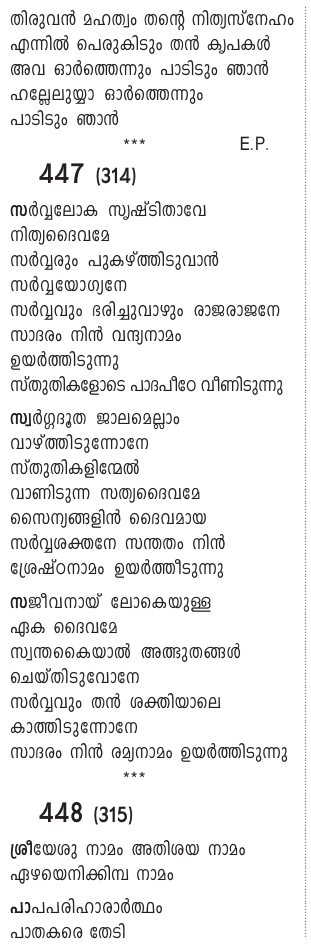 തിരുവൻ മഹത്വം തന്റെ നിത്യസ്നേഹം
എന്നിൽ പെരുകിടും തൻ കൃപകൾ
അവ ഓർത്തെന്നും പാടിടും ഞാൻ
ഹല്ലേലുയ്യാ ഓർത്തെന്നും
പാടിടും ഞാൻ
*** E.P.
447 (314)
സർവ്വലോക സൃഷ്ടിതാവേ
നിത്യദൈവമേ
സർവ്വരും പുകഴ്ത്തിടുവാൻ
സർവ്വയോഗ്യനേ
സർവ്വവും ഭരിച്ചുവാഴും രാജരാജനേ
സാദരം നിൻ വന്ദ്യനാമം
ഉയർത്തിടുന്നു
സ്തുതികളോടെ പാദപീഠേ വീണിടുന്നു
സ്വർഗ്ഗദൂത ജാലമെല്ലാം
വാഴ്ത്തിടുന്നോനേ
സ്തുതികളിന്മേൽ
വാണിടുന്ന സത്യദൈവമേ
സൈന്യങ്ങളിൻ ദൈവമായ
സർവ്വശക്തനേ സന്തതം നിൻ
ശ്രേഷ്ഠനാമം ഉയർത്തീടുന്നു
സജീവനായ് ലോകെയുള്ള
ഏക ദൈവമേ
സ്വന്തകൈയാൽ അത്ഭുതങ്ങൾ
ചെയ്തിടുവോനേ
സർവ്വവും തൻ ശക്തിയാലെ
കാത്തിടുന്നോനേ
സാദരം നിൻ രമ്യനാമം ഉയർത്തിടുന്നു
***
448 (315)
ശ്രീയേശു നാമം അതിശയ നാമം
ഏഴയെനിക്കിമ്പ നാമം
പാപപരിഹാരാർത്ഥം
പാതകരെ തേടി